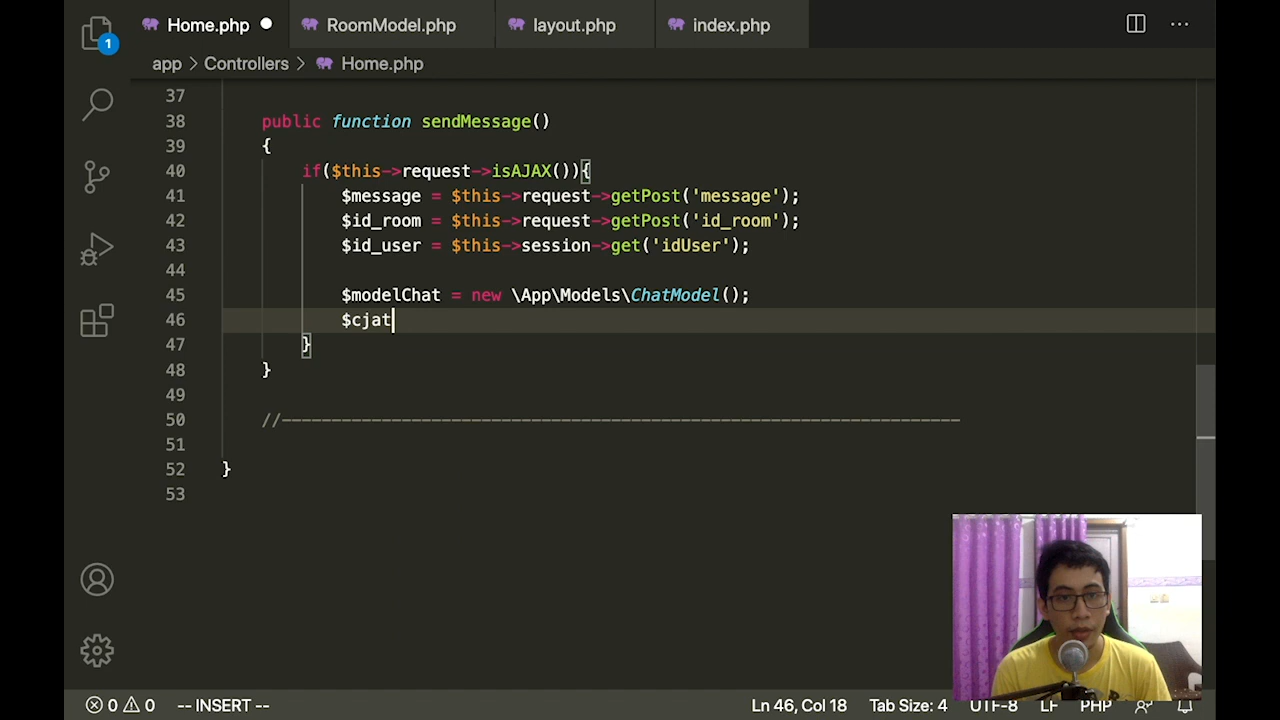 Home.php
RoomModel.php
layout.php
index.php
1
app > Controllers > Home.php
37
38 public function sendMessage()
39 {
40 if($this->request->isAJAX()){
41 $message = $this->request->getPost('message');
42 $id_room = $this->request->getPost('id_room');
43 $id_user = $this->session->get('idUser');
44
45 $modelChat = new \App\Models\ChatModel();
46 $cjat
47 }
48 }
49
50 //--------------------------------------------------------------------
51
52 }
53
0 0 -- INSERT -- Ln 46, Col 18 Tab Size: 4 UTF-8 LF PHP